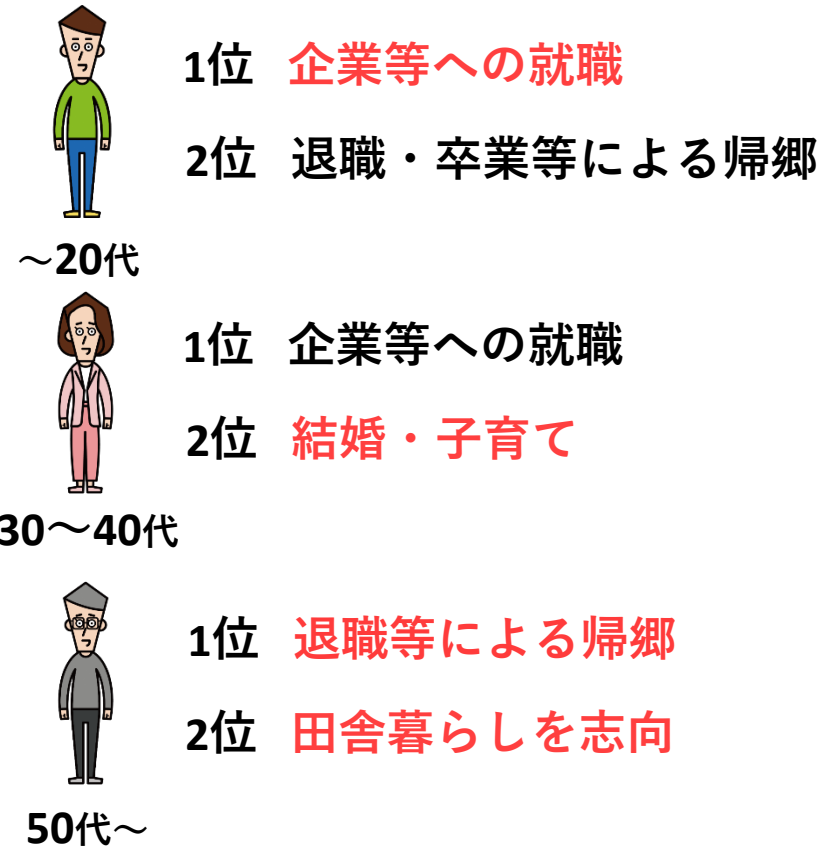 1位 企業等への就職
2位 退職・卒業等による帰郷
～20代
1位 企業等への就職
2位 結婚・子育て
30～40代
1位 退職等による帰郷
2位 田舎暮らしを志向
50代～